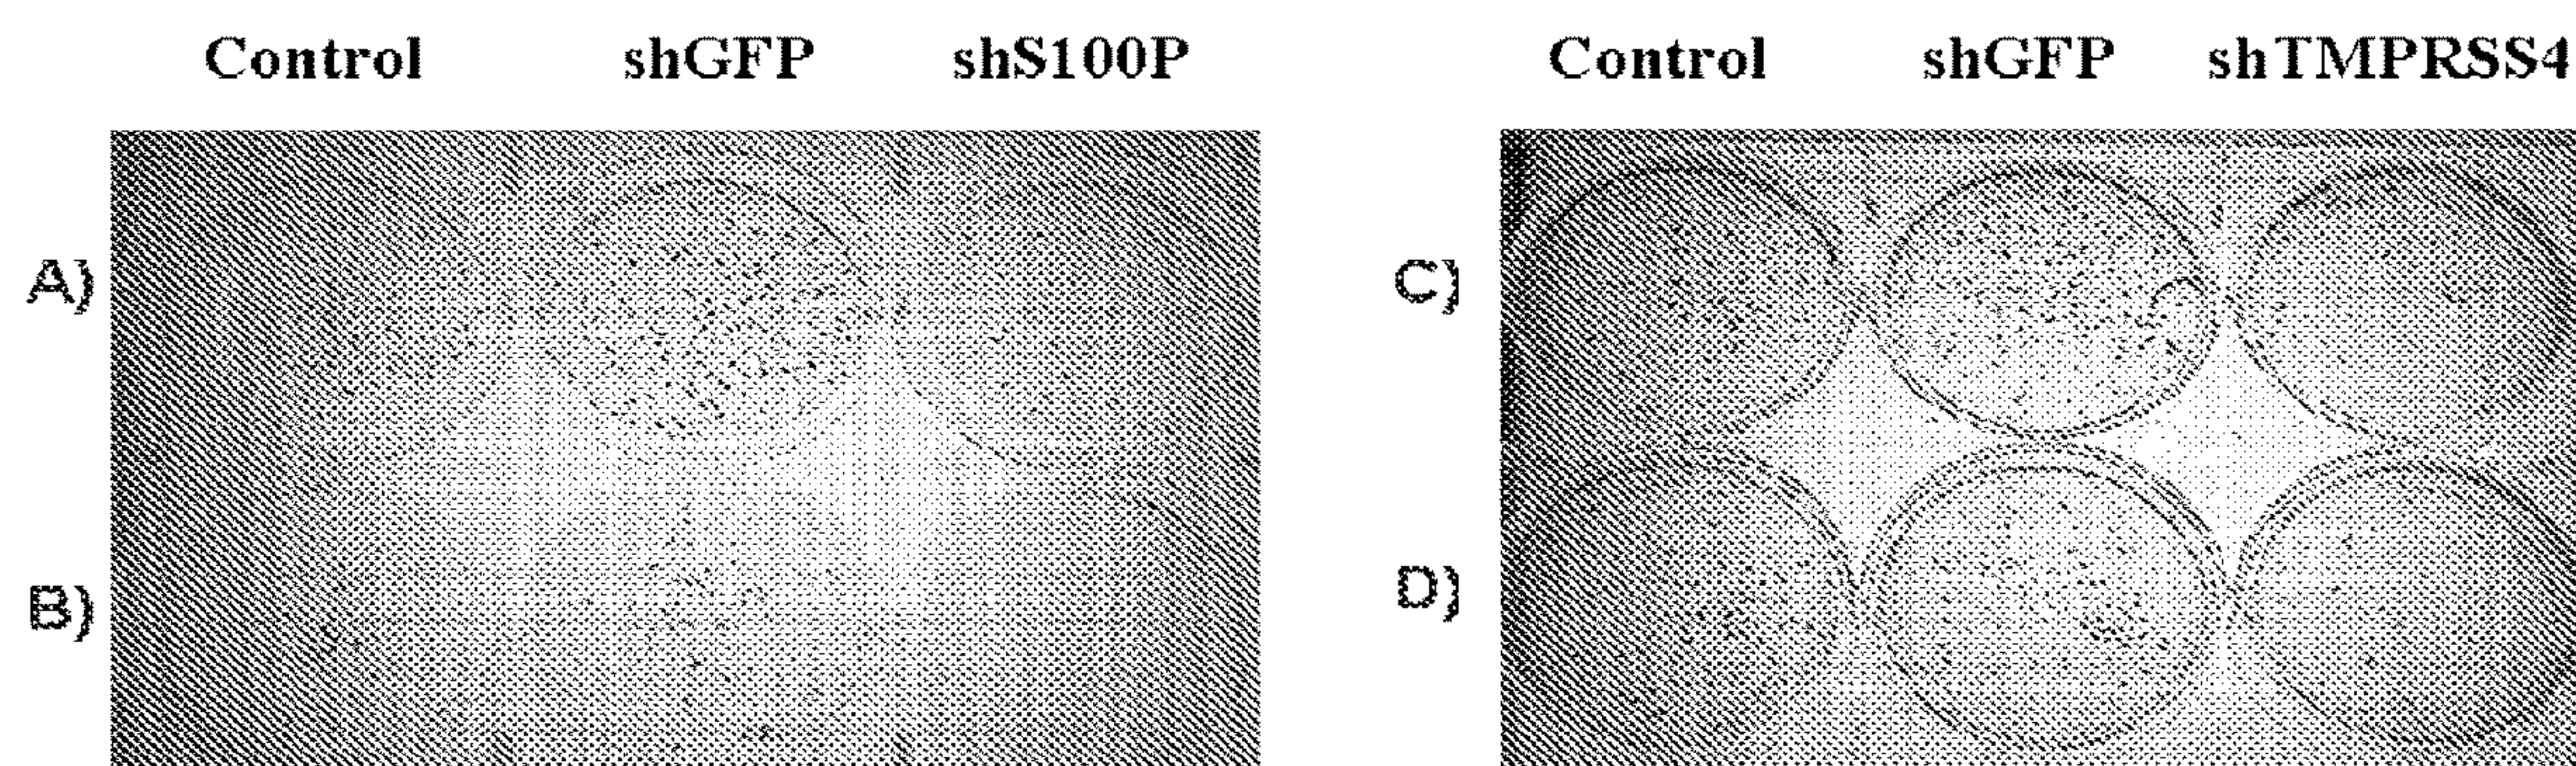 Control shGFP shS100P Control shGFP shTMPRSS4
A) C)
B) D)